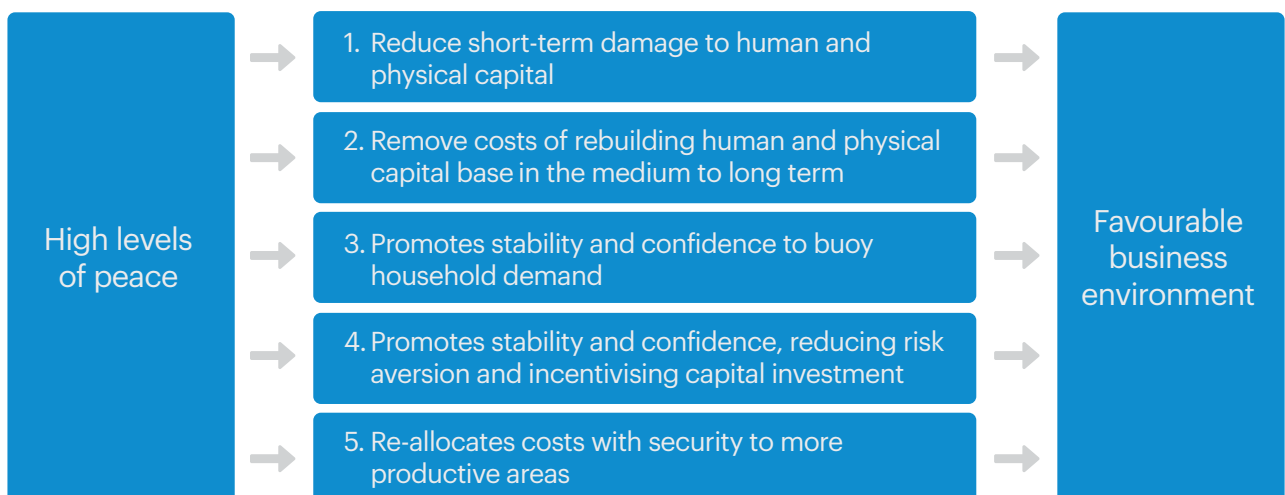 High levels
of peace
1. Reduce short-term damage to human and
physical capital
2. Remove costs of rebuilding human and physical
capital base in the medium to long term
3. Promotes stability and confidence to buoy
household demand
4. Promotes stability and confidence, reducing risk
aversion and incentivising capital investment
5. Re-allocates costs with security to more
productive areas
Favourable
business
environment